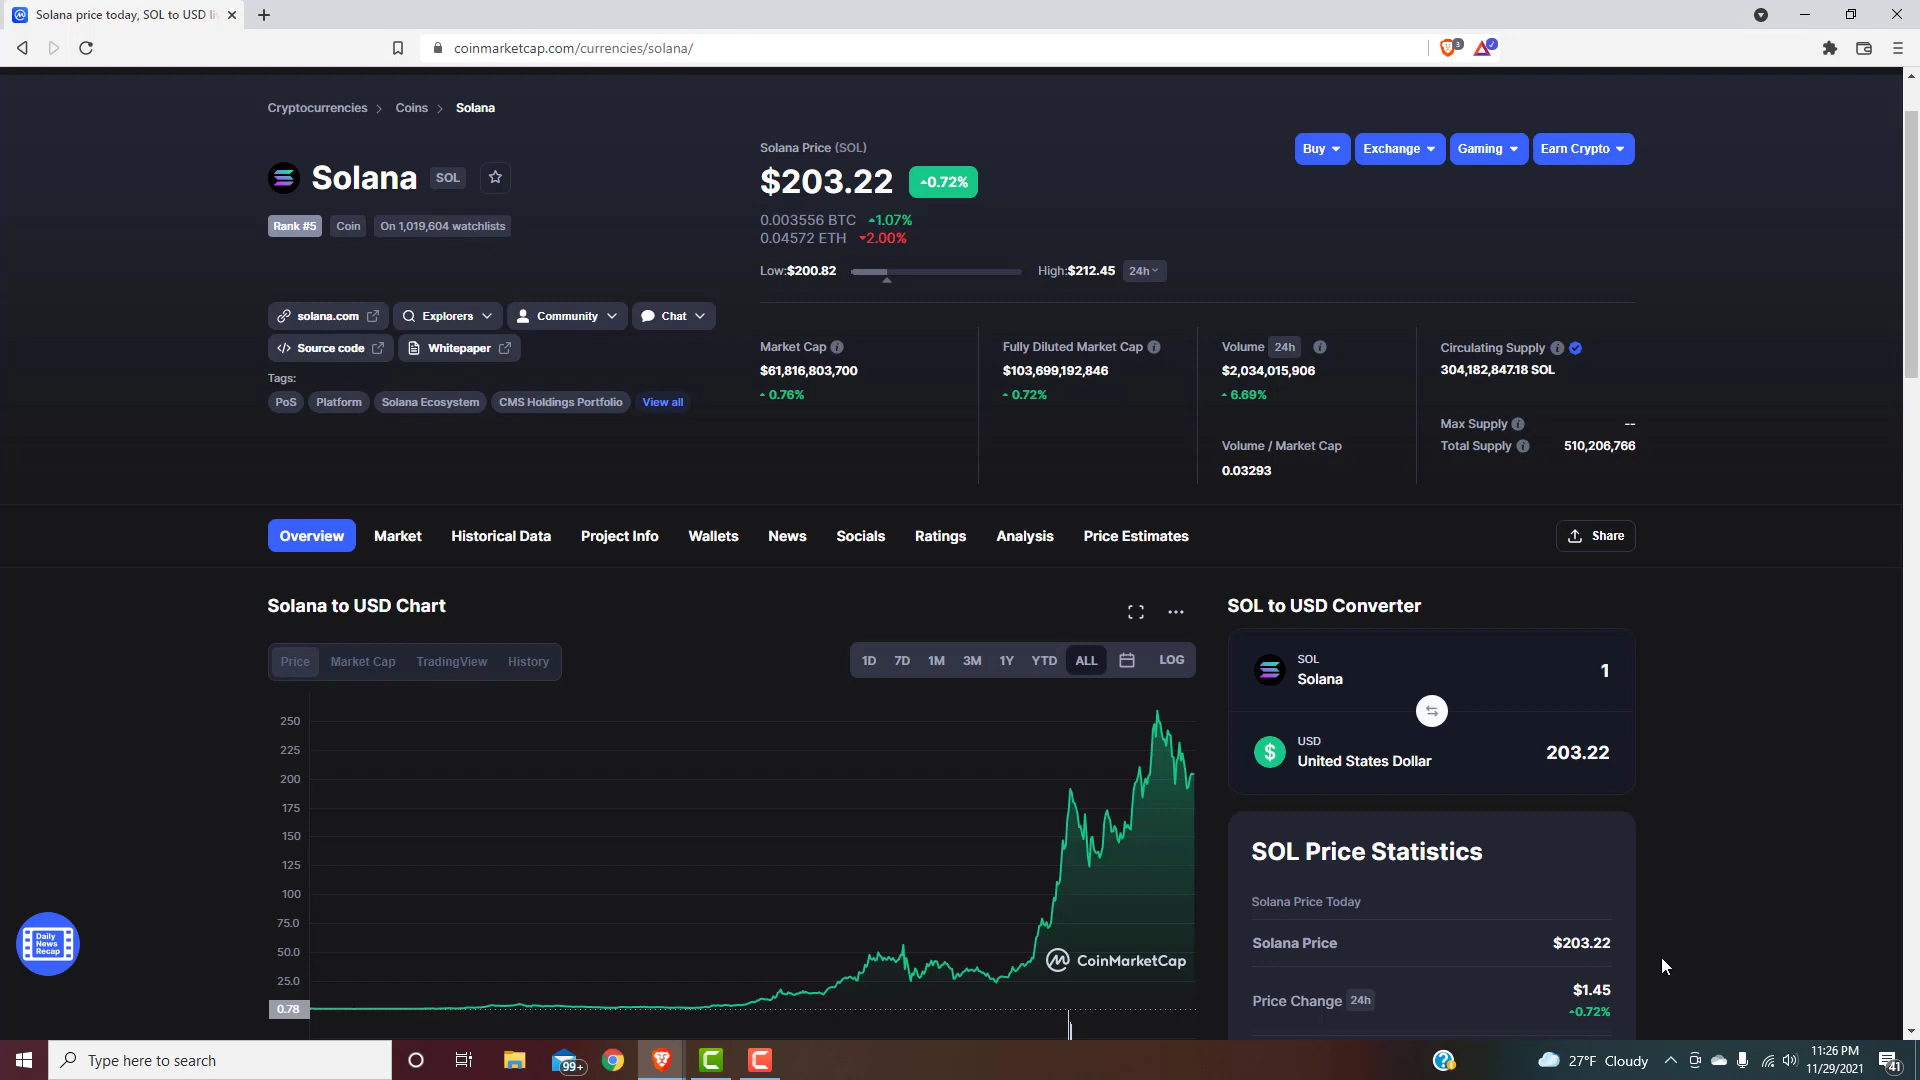 Solana price today, SOL to USD li
coinmarketcap.com/currencies/solana/
3
Cryptocurrencies > Coins > Solana
Solana SOL
Rank #5 Coin On 1,019,604 watchlists
solana.com Explorers Community Chat
Source code Whitepaper
Tags:
PoS Platform Solana Ecosystem CMS Holdings Portfolio View all
Solana Price (SOL)
$203.22 0.72%
0.003556 BTC 1.07%
0.04572 ETH 2.00%
Low:$200.82 High:$212.45 24h
Buy Exchange Gaming Earn Crypto
Market Cap
$61,816,803,700
0.76%
Fully Diluted Market Cap
$103,699,192,846
0.72%
Volume 24h
$2,034,015,906
6.69%
Volume / Market Cap
0.03293
Circulating Supply
304,182,847.18 SOL
Max Supply --
Total Supply 510,206,766
Overview Market Historical Data Project Info Wallets News Socials Ratings Analysis Price Estimates Share
Solana to USD Chart
Price Market Cap TradingView History
1D 7D 1M 3M 1Y YTD ALL LOG
250
225
200
175
150
125
100
75.0
50.0
25.0
0.78
CoinMarketCap
SOL to USD Converter
SOL
Solana 1
USD
United States Dollar 203.22
$
SOL Price Statistics
Solana Price Today
Solana Price $203.22
Price Change 24h $1.45
0.72%
Daily
News
Recap
Type here to search
99+
27°F Cloudy
11:26 PM
11/29/2021
41